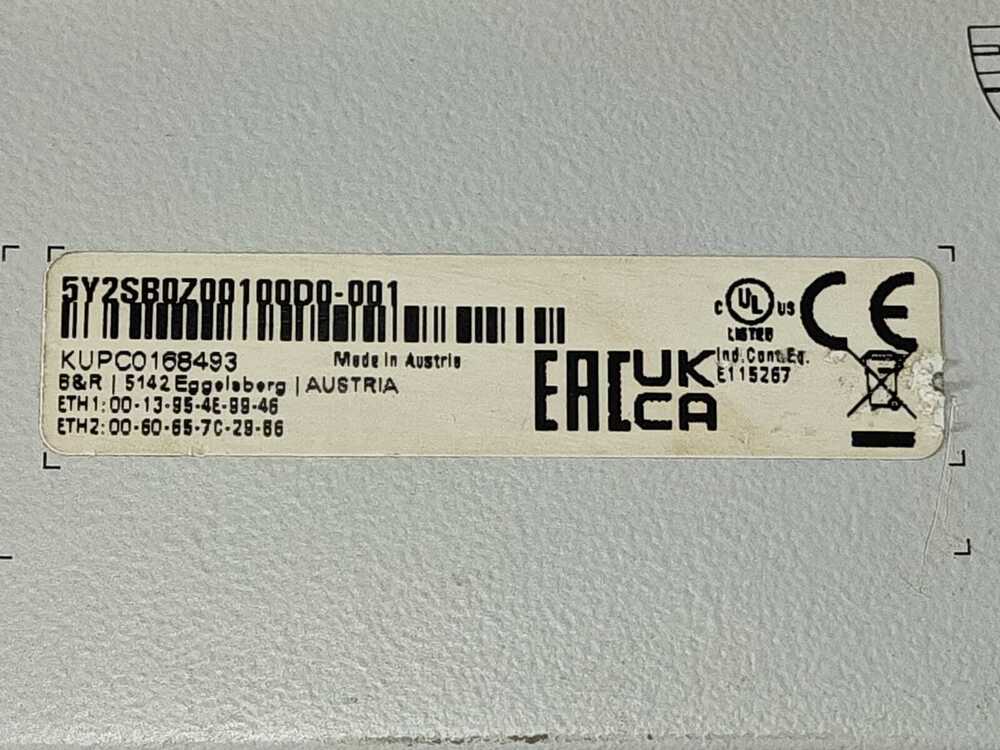 5Y2SB0Z00100D0-001
KUPC0168493 Made in Austria
B&R | 5142 Eggelsberg | AUSTRIA
ETH1: 00-13-95-4E-99-46
ETH2: 00-60-65-7C-29-66
EAC
UK
CA
C UL US
LISTED
Ind.Cont.Eq.
E115267
CE